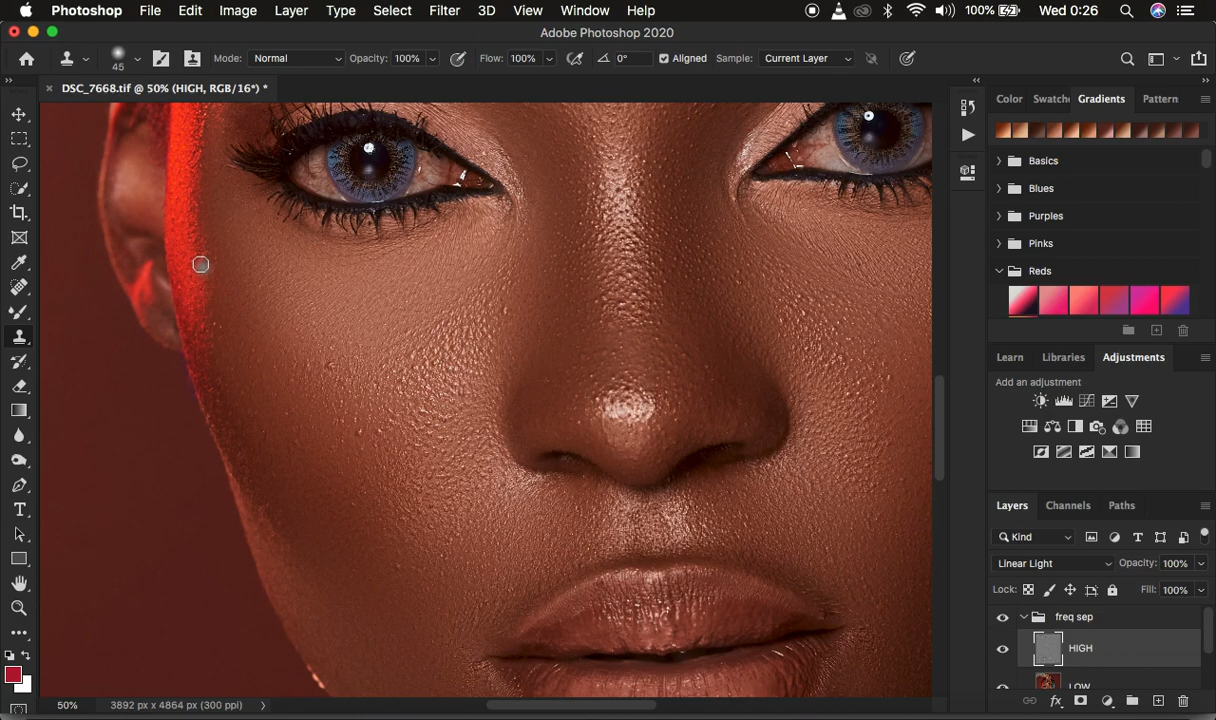 Photoshop File Edit Image Layer Type Select Filter 3D View Window Help 100% Wed 0:26
Adobe Photoshop 2020
45 Mode: Normal Opacity: 100% Flow: 100% 0° Aligned Sample: Current Layer
DSC_7668.tif @ 50% (HIGH, RGB/16*) *
Color Swatche Gradients Pattern
Basics
Blues
Purples
Pinks
Reds
Learn Libraries Adjustments
Add an adjustment
Layers Channels Paths
Kind
Linear Light Opacity: 100%
Lock: Fill: 100%
freq sep
HIGH
LOW
50% 3892 px x 4864 px (300 ppi)